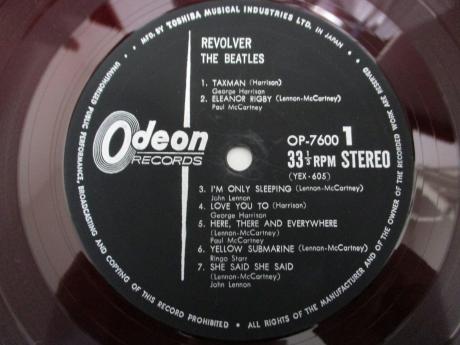 MFD. BY TOSHIBA MUSICAL INDUSTRIES LTD. IN JAPAN
REVOLVER
THE BEATLES
1. TAXMAN (Harrison)
George Harrison
2. ELEANOR RIGBY (Lennon-McCartney)
Paul McCartney
Odeon
RECORDS
OP-7600 1
33⅓RPM STEREO
(YEX-605)
3. I'M ONLY SLEEPING (Lennon-McCartney)
John Lennon
4. LOVE YOU TO (Harrison)
George Harrison
5. HERE, THERE AND EVERYWHERE
(Lennon-McCartney)
Paul McCartney
6. YELLOW SUBMARINE (Lennon-McCartney)
Ringo Starr
7. SHE SAID SHE SAID
(Lennon-McCartney)
John Lennon
UNAUTHORIZED PUBLIC PERFORMANCE, BROADCASTING AND COPYING OF THIS RECORD PROHIBITED • ALL RIGHTS OF THE MANUFACTURER AND OF THE OWNER OF THE RECORDED WORK ARE RESERVED